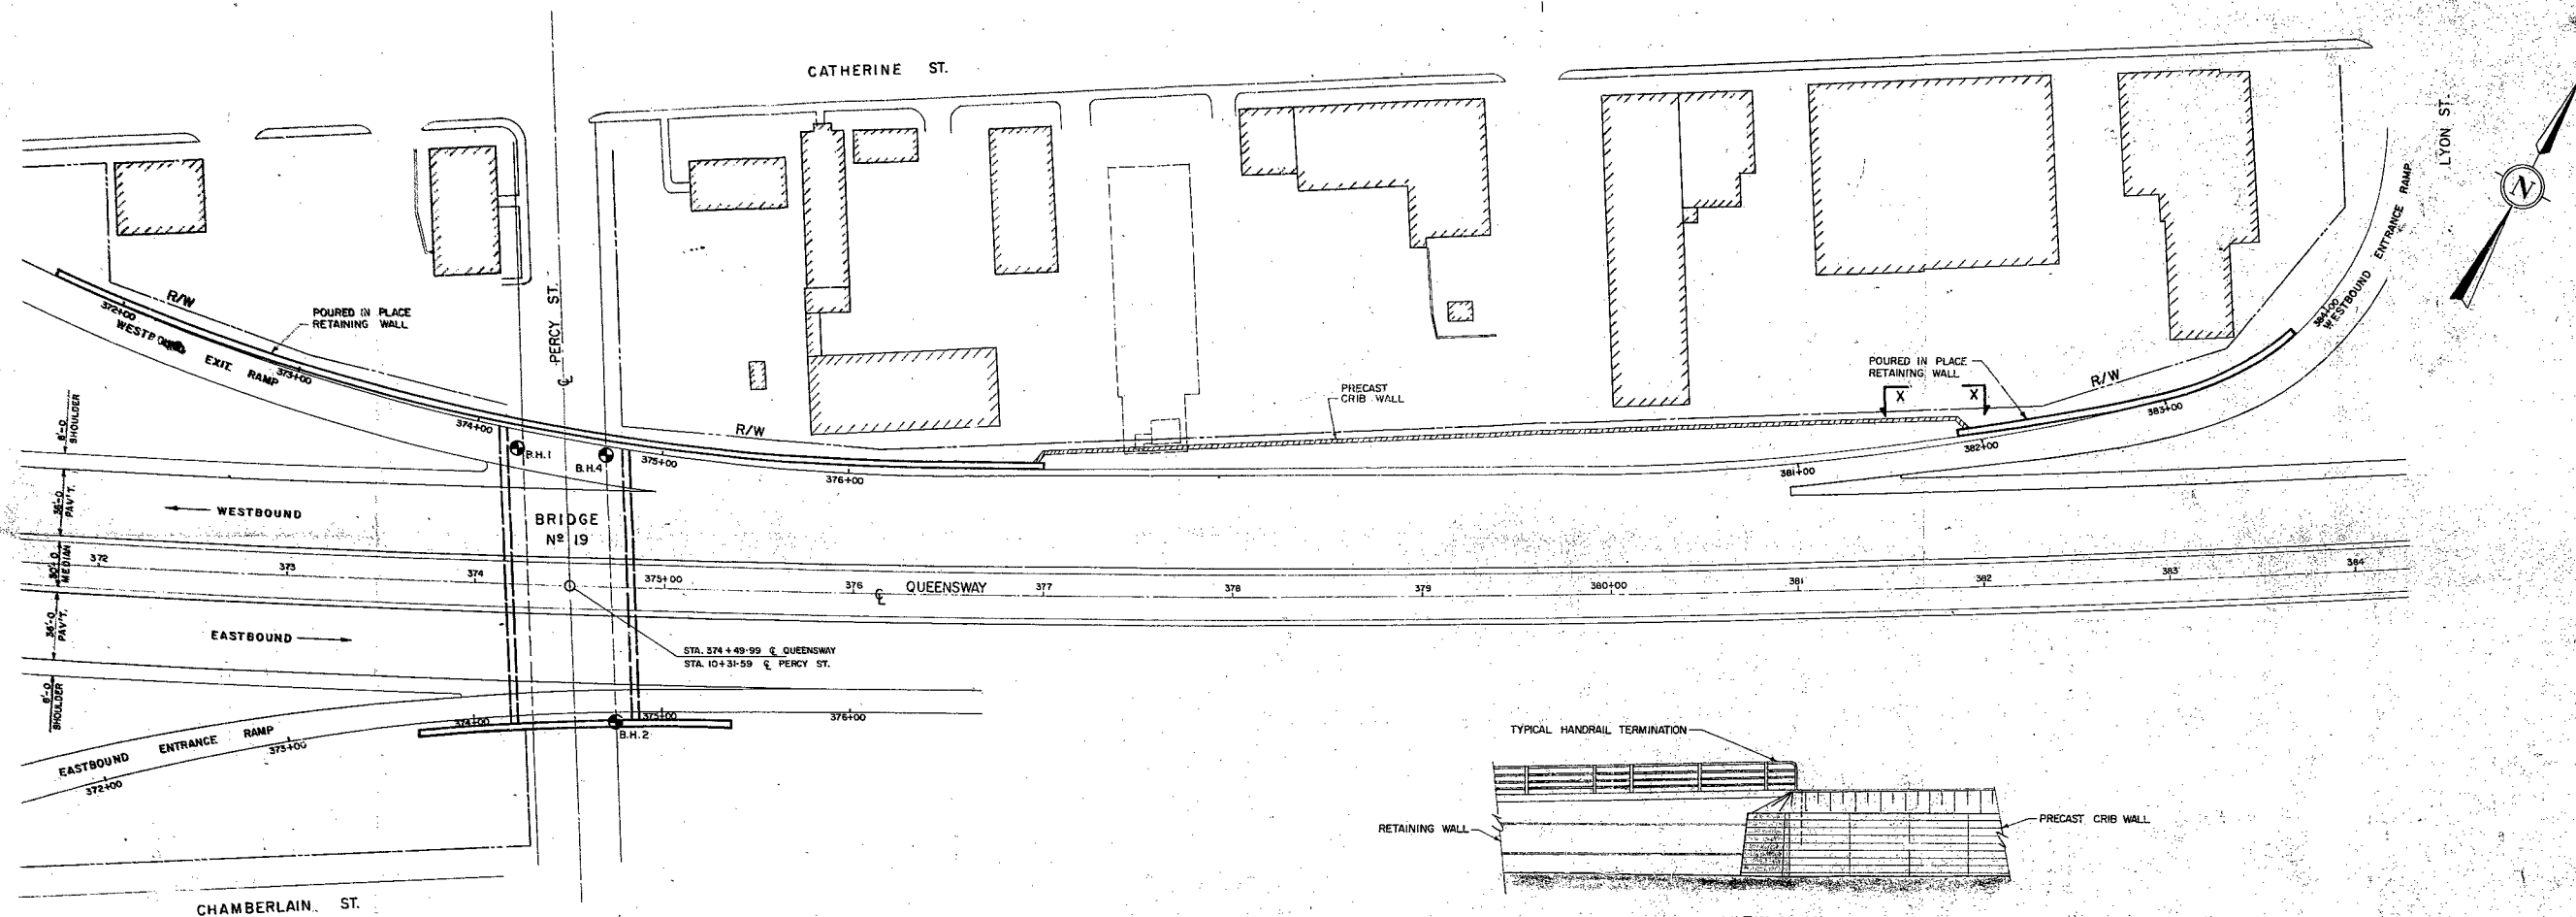 CATHERINE ST.
LYON ST.
N
PERCY ST.
℄
R/W
POURED IN PLACE
RETAINING WALL
372+00
WESTBOUND EXIT RAMP
373+00
374+00
375+00
376+00
R/W
PRECAST
CRIB WALL
POURED IN PLACE
RETAINING WALL
X X
R/W
381+00
382+00
383+00
384+00
WESTBOUND ENTRANCE RAMP
B.H.1
B.H.4
8'-0
SHOULDER
36'-0
PAV'T.
30'-0
MEDIAN
36'-0
PAV'T.
8'-0
SHOULDER
WESTBOUND
BRIDGE
Nº 19
372 373 374 375+00 376 ℄ QUEENSWAY 377 378 379 380+00 381 382 383 384
EASTBOUND
STA. 374+49·99 ℄ QUEENSWAY
STA. 10+31·59 ℄ PERCY ST.
EASTBOUND ENTRANCE RAMP
372+00
373+00
374+00
375+00
376+00
B.H.2
CHAMBERLAIN ST.
TYPICAL HANDRAIL TERMINATION
RETAINING WALL
PRECAST CRIB WALL